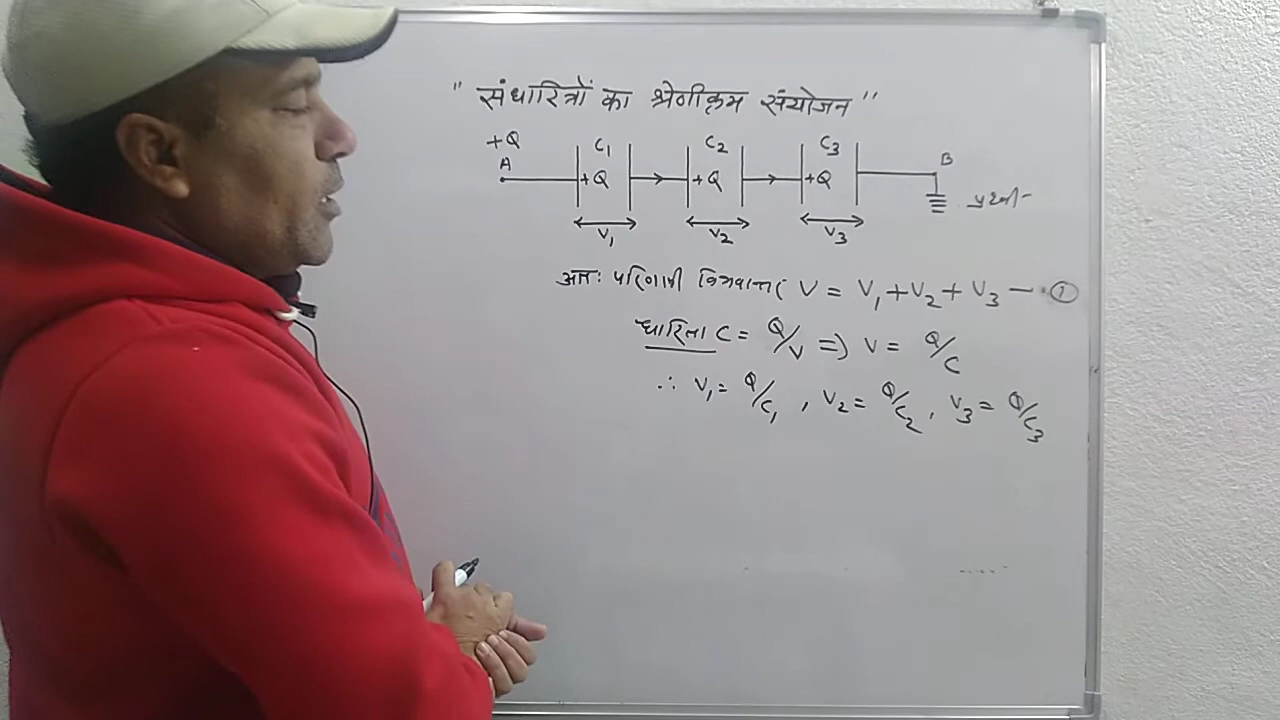 "संधारित्रों का श्रेणीक्रम संयोजन"
+Q C₁ C₂ C₃
A +Q +Q +Q B
V₁ V₂ V₃ पृथ्वी
अतः परिणामी विभवान्तर V = V₁ + V₂ + V₃ — ①
धारिता C = Q/V ⇒ V = Q/C
∴ V₁ = Q/C₁ , V₂ = Q/C₂ , V₃ = Q/C₃